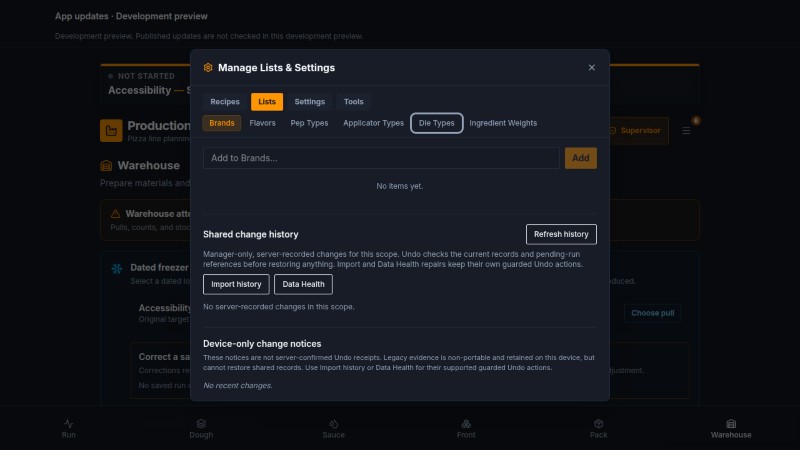 App updates · Development preview
Development preview. Published updates are not checked in this development preview.
NOT STARTED
Accessibility — S
Production
Pizza line planning
Supervisor
6
Warehouse
Prepare materials and
Warehouse atte
Pulls, counts, and stoc
Dated freezer
Select a dated lo
oduced.
Accessibility
Original target
Choose pull
Correct a sa
Corrections re
djustment.
No saved run
Manage Lists & Settings
Recipes Lists Settings Tools
Brands Flavors Pep Types Applicator Types Die Types Ingredient Weights
Add to Brands...
Add
No items yet.
Shared change history
Refresh history
Manager-only, server-recorded changes for this scope. Undo checks the current records and pending-run
references before restoring anything. Import and Data Health repairs keep their own guarded Undo actions.
Import history Data Health
No server-recorded changes in this scope.
Device-only change notices
These notices are not server-confirmed Undo receipts. Legacy evidence is non-portable and retained on this device, but
cannot restore shared records. Use Import history or Data Health for their supported guarded Undo actions.
No recent changes.
Run Dough Sauce Front Pack Warehouse